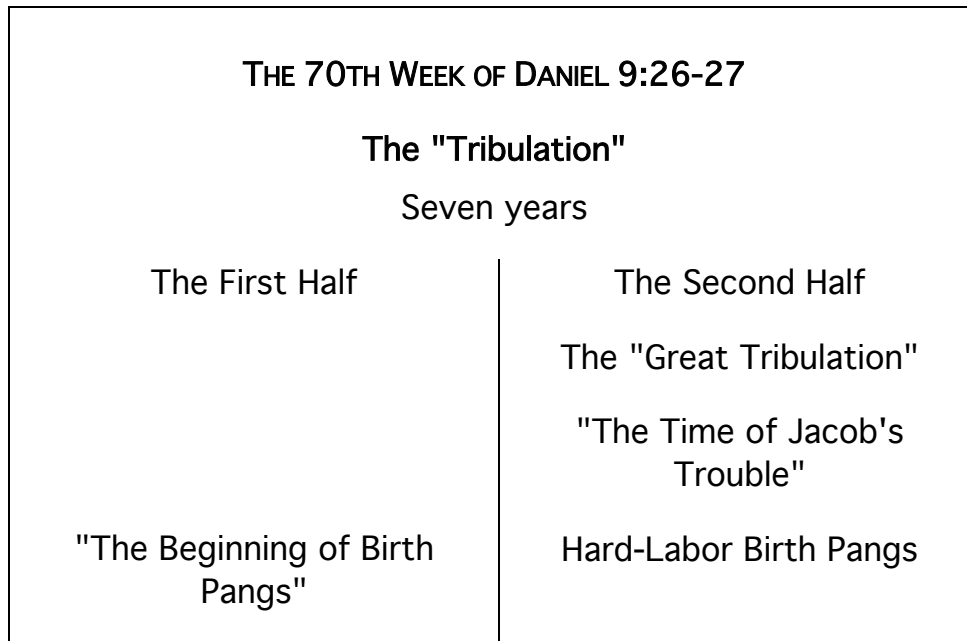 THE 70TH WEEK OF DANIEL 9:26-27
The "Tribulation"
Seven years
The First Half
The Second Half
The "Great Tribulation"
"The Time of Jacob's
Trouble"
"The Beginning of Birth
Pangs"
Hard-Labor Birth Pangs